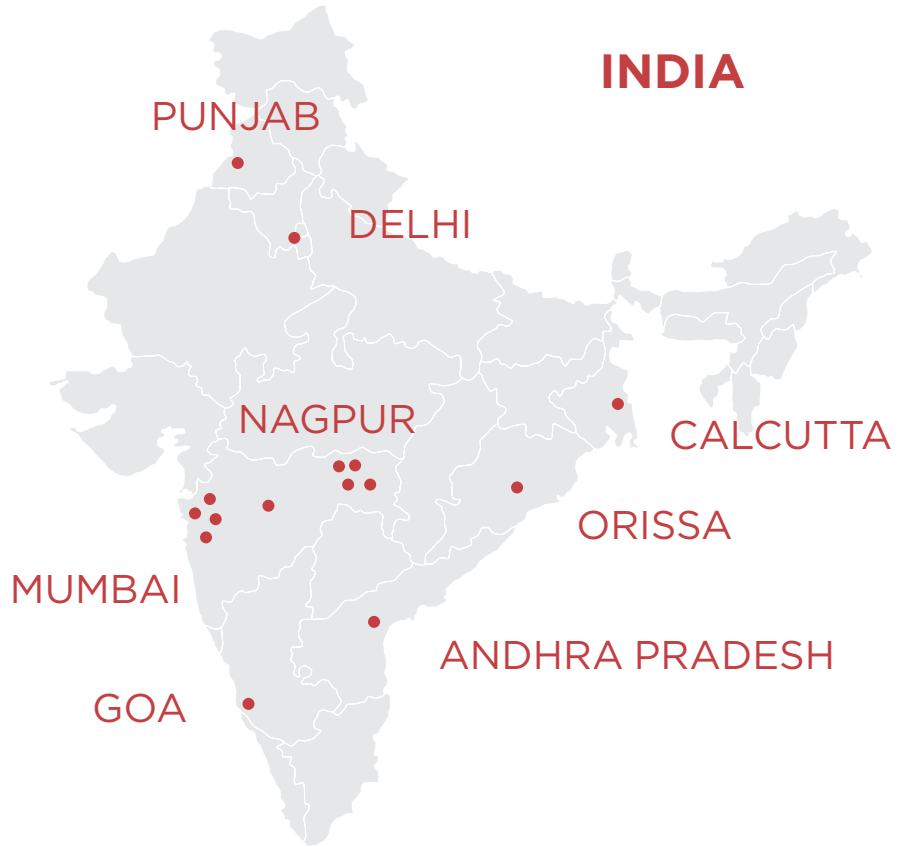 INDIA
PUNJAB
DELHI
NAGPUR
CALCUTTA
ORISSA
MUMBAI
ANDHRA PRADESH
GOA